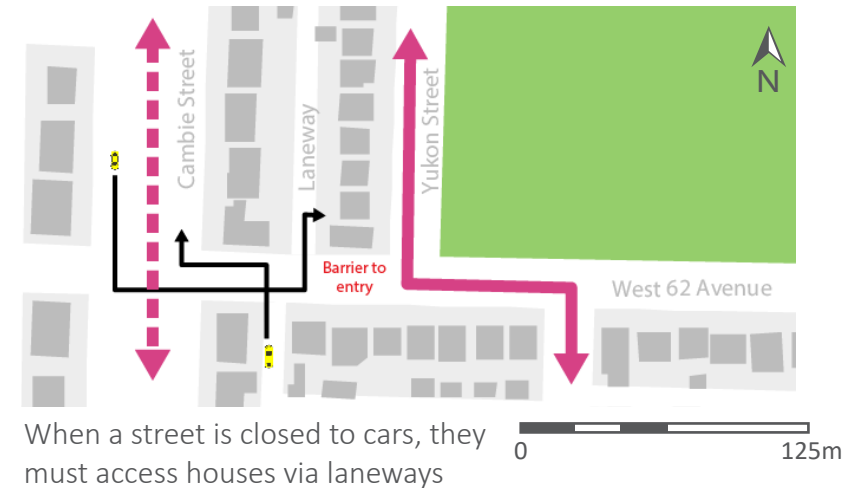 N
Cambie Street
Laneway
Yukon Street
Barrier to
entry
West 62 Avenue
When a street is closed to cars, they
must access houses via laneways
0
125m